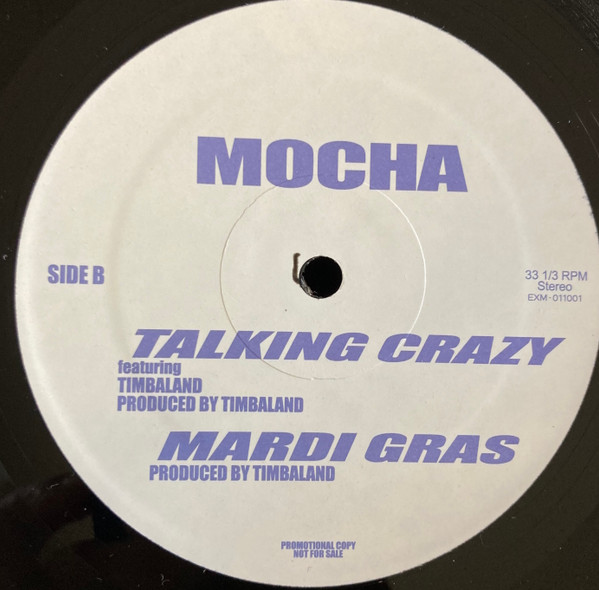 MOCHA
SIDE B
33 1/3 RPM
Stereo
EXM-011001
TALKING CRAZY
featuring
TIMBALAND
PRODUCED BY TIMBALAND
MARDI GRAS
PRODUCED BY TIMBALAND
PROMOTIONAL COPY
NOT FOR SALE